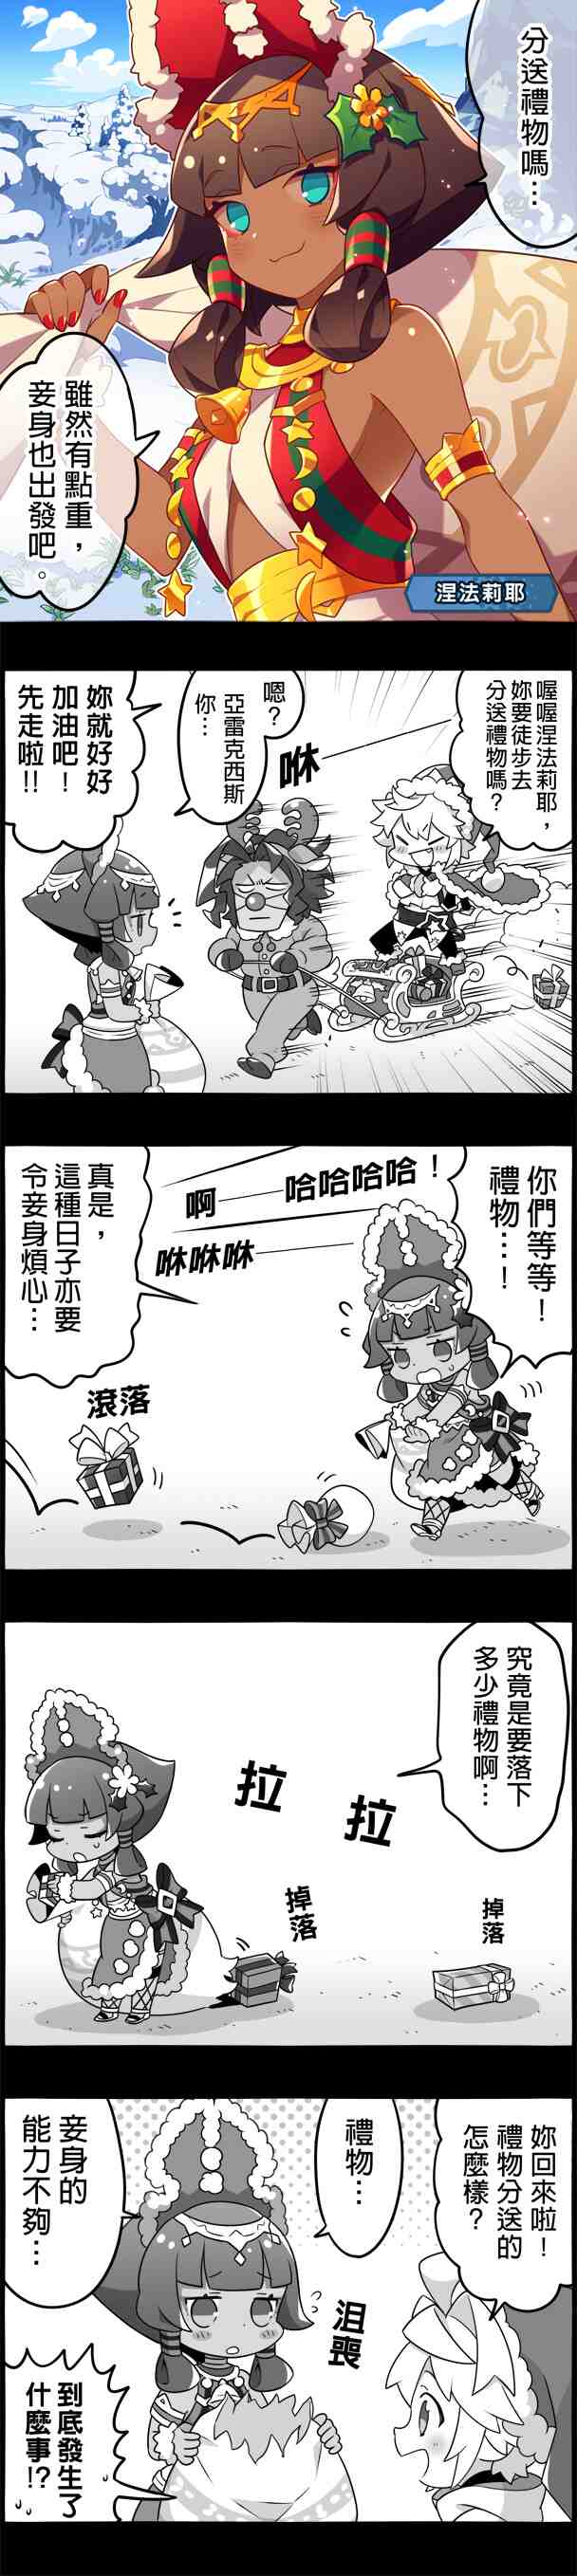 分送禮物嗎…
雖然有點重，
妾身也出發吧。
涅法莉耶
喔喔涅法莉耶，
妳要徒步去
分送禮物嗎？
咻
嗯？
亞雷克西斯
你…
妳就好好
加油吧！
先走啦!!
你們等等！
禮物…！
啊——哈哈哈哈！
咻咻咻——
真是，
這種日子亦要
令妾身煩心…
滾落
究竟是要落下
多少禮物啊…
拉
拉
掉落
掉落
妳回來啦！
禮物分送的
怎麼樣？
禮物…
妾身的
能力不夠…
沮喪
到底發生了
什麼事!?